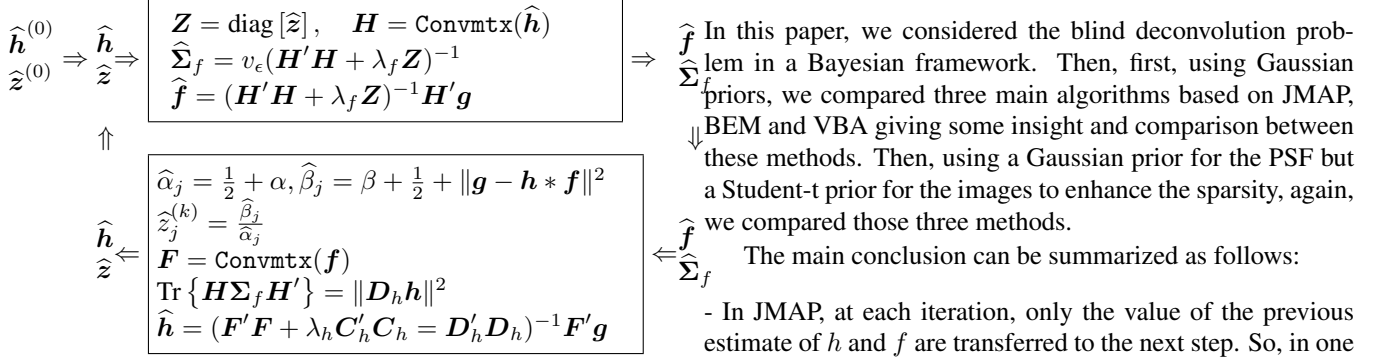 ĥ^(0) ẑ^(0) ⇒ ĥ ẑ ⇒
Z = diag [ẑ], H = Convmtx(ĥ)
Σ̂_f = v_ϵ(H′H + λ_f Z)^−1
f̂ = (H′H + λ_f Z)^−1 H′g
⇒ f̂ Σ̂_f
⇑ ⇓
ĥ ẑ ⇐
α̂_j = 1/2 + α, β̂_j = β + 1/2 + ‖g − h ∗ f‖^2
ẑ_j^(k) = β̂_j/α̂_j
F = Convmtx(f)
Tr {HΣ_f H′} = ‖D_h h‖^2
ĥ = (F′F + λ_h C′_h C_h = D′_h D_h)^−1 F′g
⇐ f̂ Σ̂_f
In this paper, we considered the blind deconvolution prob-
lem in a Bayesian framework. Then, first, using Gaussian
priors, we compared three main algorithms based on JMAP,
BEM and VBA giving some insight and comparison between
these methods. Then, using a Gaussian prior for the PSF but
a Student-t prior for the images to enhance the sparsity, again,
we compared those three methods.
The main conclusion can be summarized as follows:
- In JMAP, at each iteration, only the value of the previous
estimate of h and f are transferred to the next step. So, in one